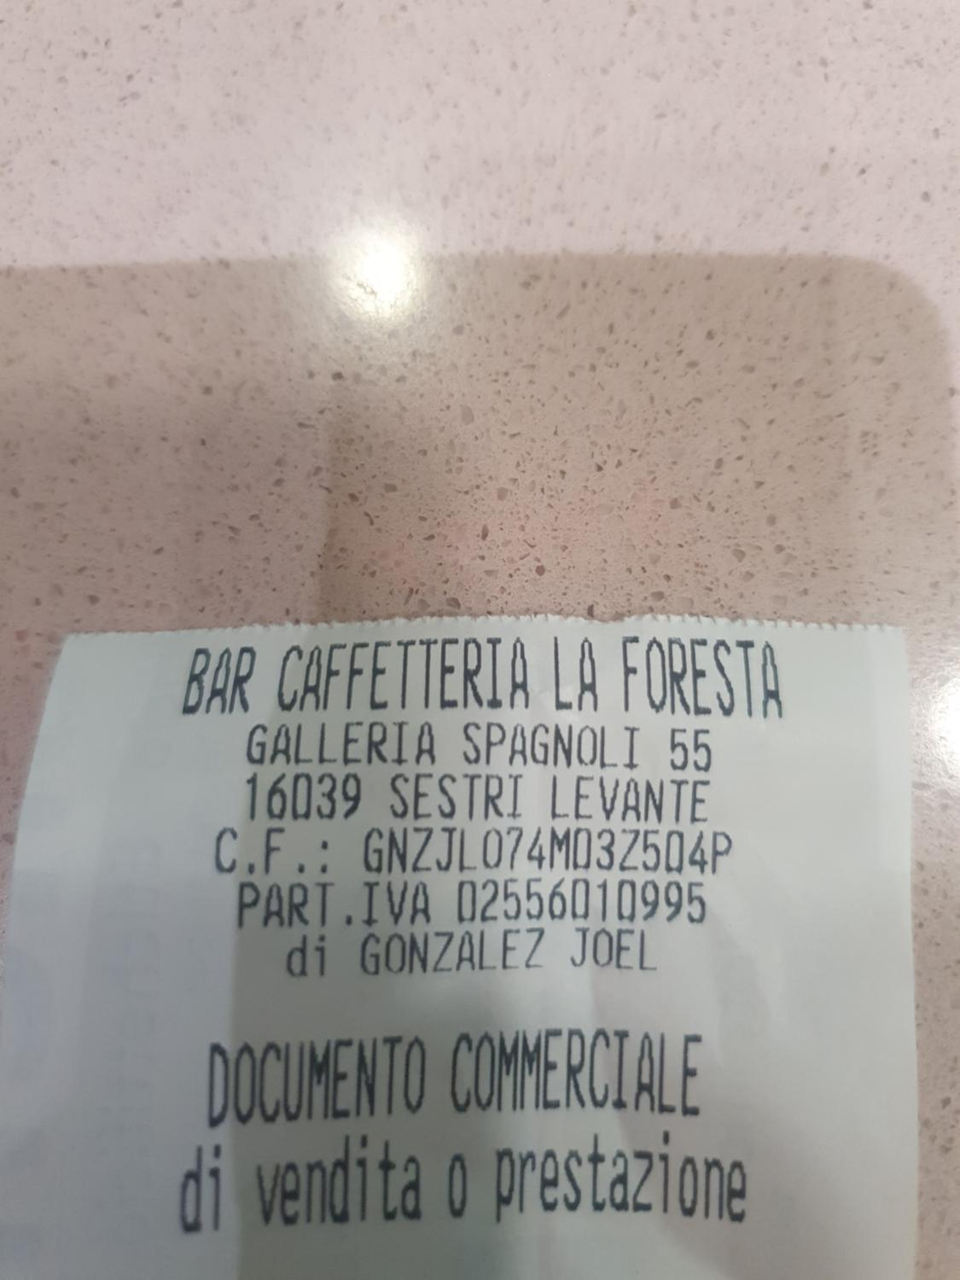 BAR CAFFETTERIA LA FORESTA
GALLERIA SPAGNOLI 55
16039 SESTRI LEVANTE
C.F.: GNZJLO74M03Z504P
PART.IVA 02556010995
di GONZALEZ JOEL
DOCUMENTO COMMERCIALE
di vendita o prestazione